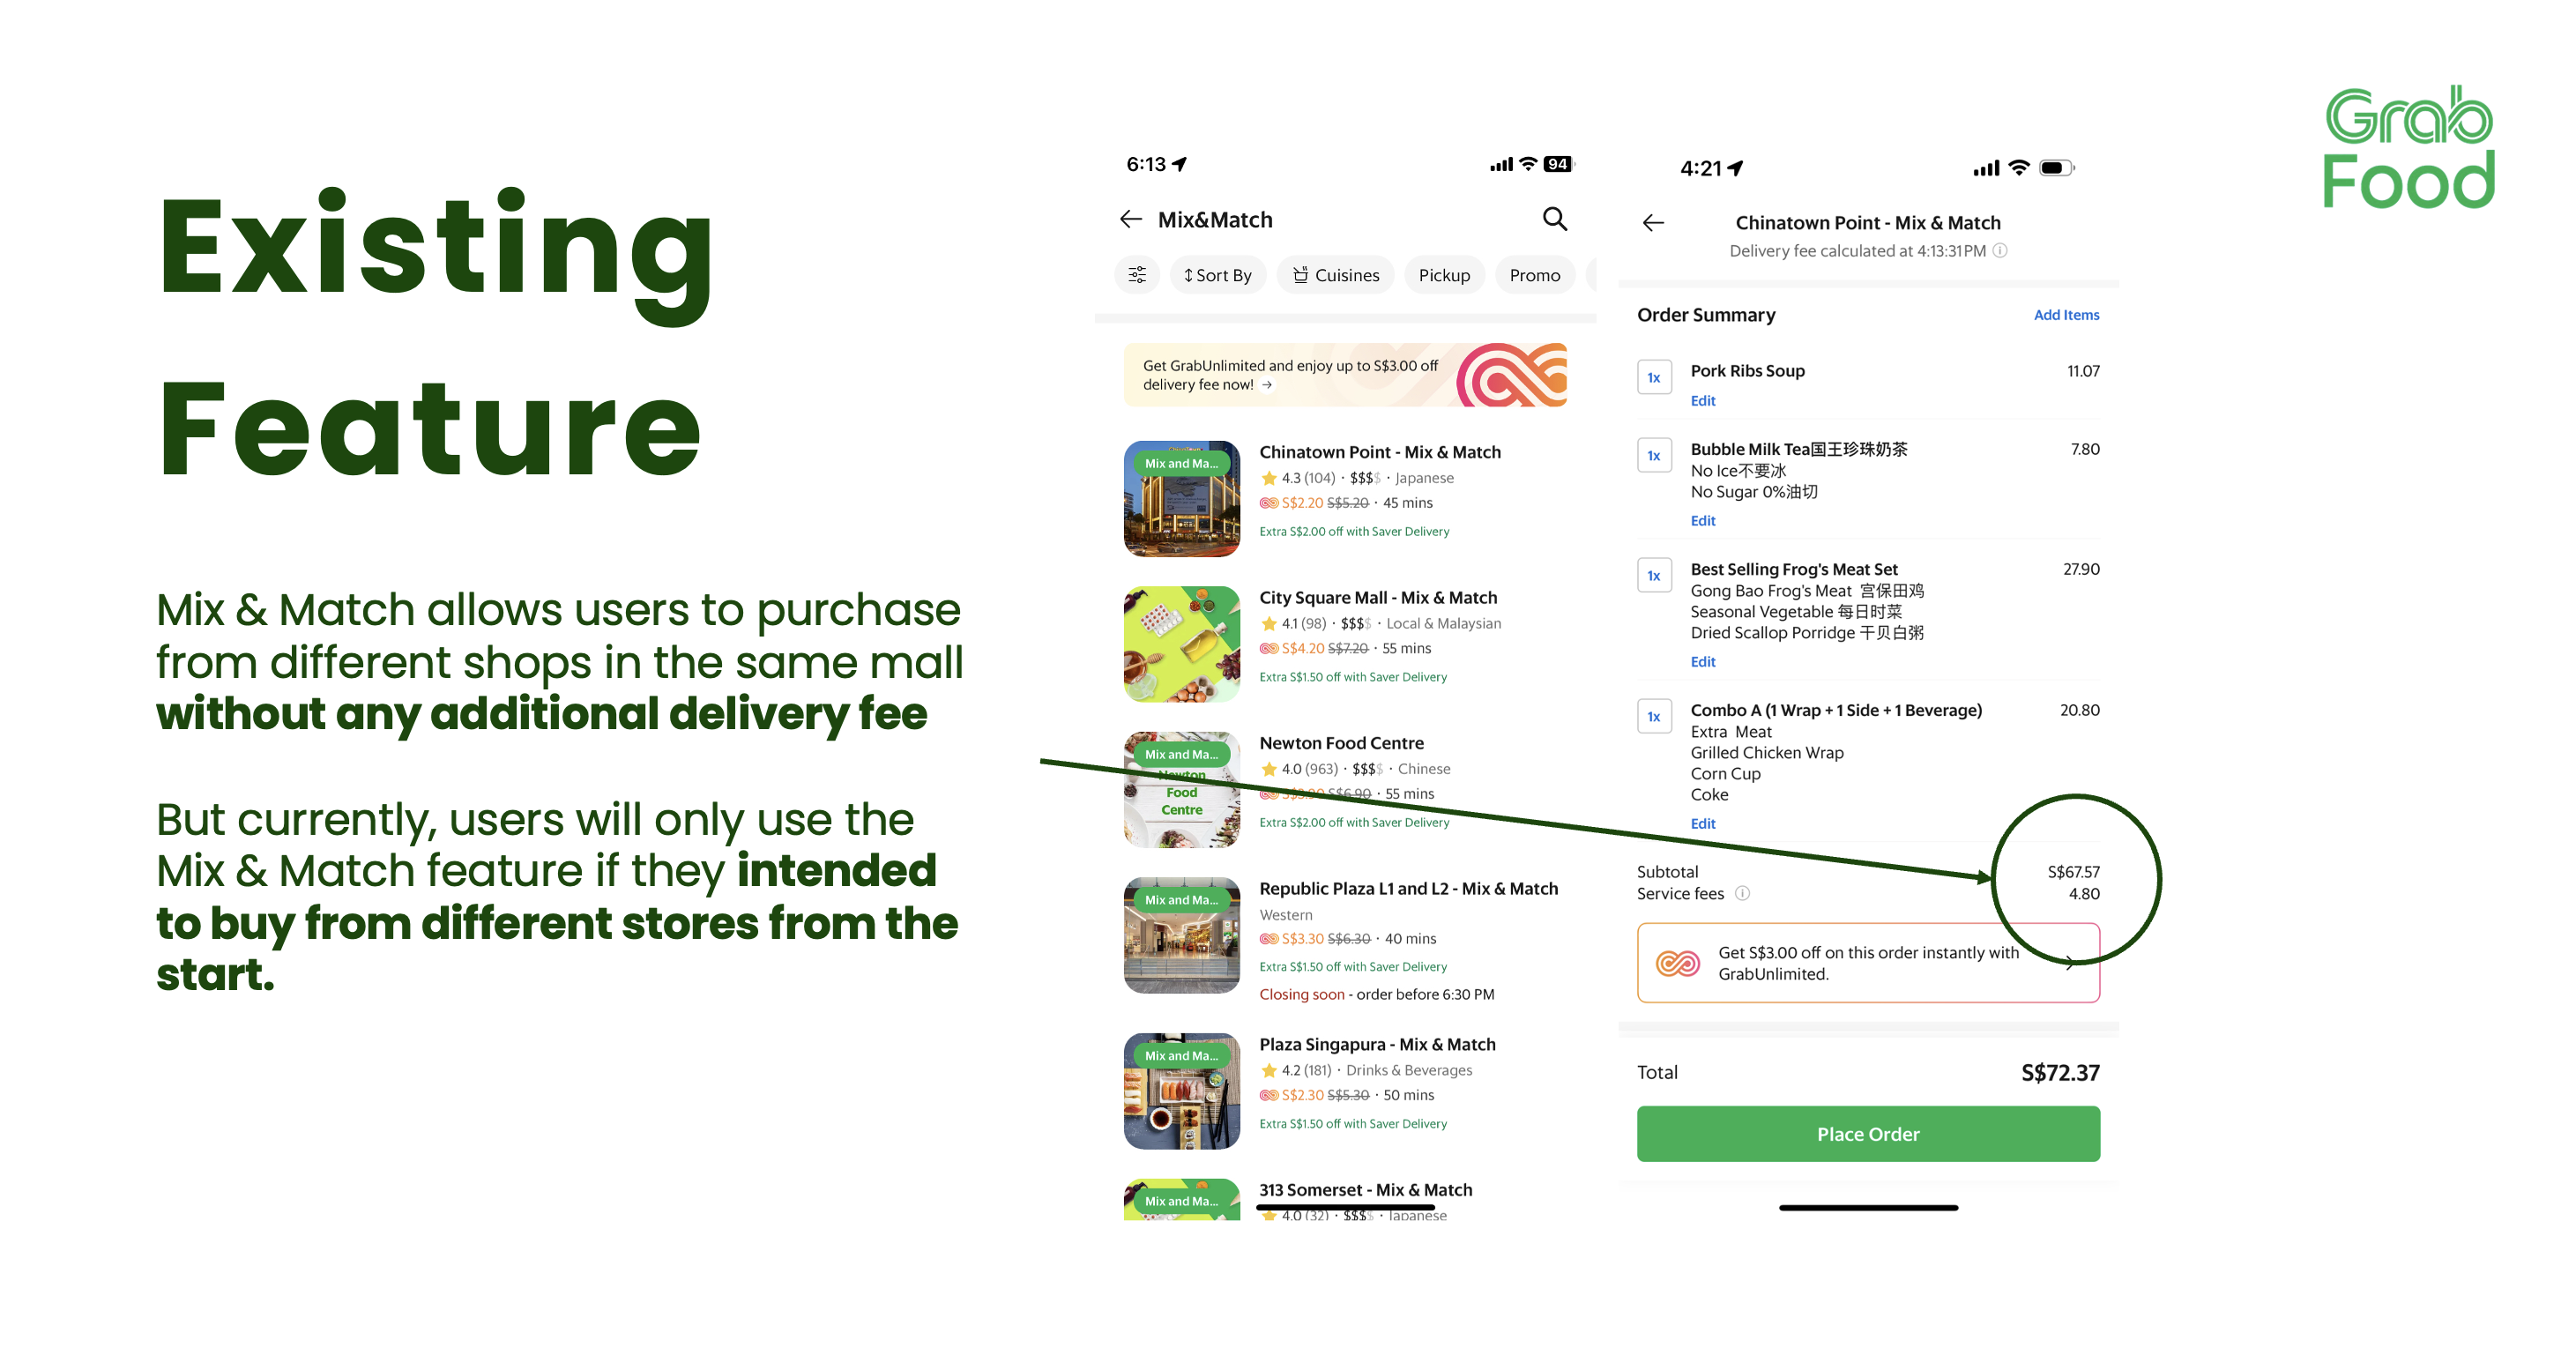 Existing
Feature
Mix & Match allows users to purchase
from different shops in the same mall
without any additional delivery fee
But currently, users will only use the
Mix & Match feature if they intended
to buy from different stores from the
start.
6:13
94
Mix&Match
Sort By
Cuisines
Pickup
Promo
Get GrabUnlimited and enjoy up to S$3.00 off
delivery fee now! →
Mix and Ma...
Chinatown Point - Mix & Match
4.3 (104) · $$$$ · Japanese
S$2.20 S$5.20 · 45 mins
Extra S$2.00 off with Saver Delivery
City Square Mall - Mix & Match
4.1 (98) · $$$$ · Local & Malaysian
S$4.20 S$7.20 · 55 mins
Extra S$1.50 off with Saver Delivery
Mix and Ma...
Newton
Food
Centre
Newton Food Centre
4.0 (963) · $$$$ · Chinese
S$6.90 · 55 mins
Extra S$2.00 off with Saver Delivery
Mix and Ma...
Republic Plaza L1 and L2 - Mix & Match
Western
S$3.30 S$6.30 · 40 mins
Extra S$1.50 off with Saver Delivery
Closing soon - order before 6:30 PM
Mix and Ma...
Plaza Singapura - Mix & Match
4.2 (181) · Drinks & Beverages
S$2.30 S$5.30 · 50 mins
Extra S$1.50 off with Saver Delivery
Mix and Ma...
313 Somerset - Mix & Match
4.0 (32) · $$$$ · Japanese
4:21
Chinatown Point - Mix & Match
Delivery fee calculated at 4:13:31PM
Order Summary
Add Items
1x
Pork Ribs Soup
11.07
Edit
1x
Bubble Milk Tea国王珍珠奶茶
7.80
No Ice不要冰
No Sugar 0%油切
Edit
1x
Best Selling Frog's Meat Set
27.90
Gong Bao Frog's Meat 宫保田鸡
Seasonal Vegetable 每日时菜
Dried Scallop Porridge 干贝白粥
Edit
1x
Combo A (1 Wrap + 1 Side + 1 Beverage)
20.80
Extra Meat
Grilled Chicken Wrap
Corn Cup
Coke
Edit
Subtotal
S$67.57
Service fees
4.80
Get S$3.00 off on this order instantly with
GrabUnlimited.
Total
S$72.37
Place Order
Grab
Food